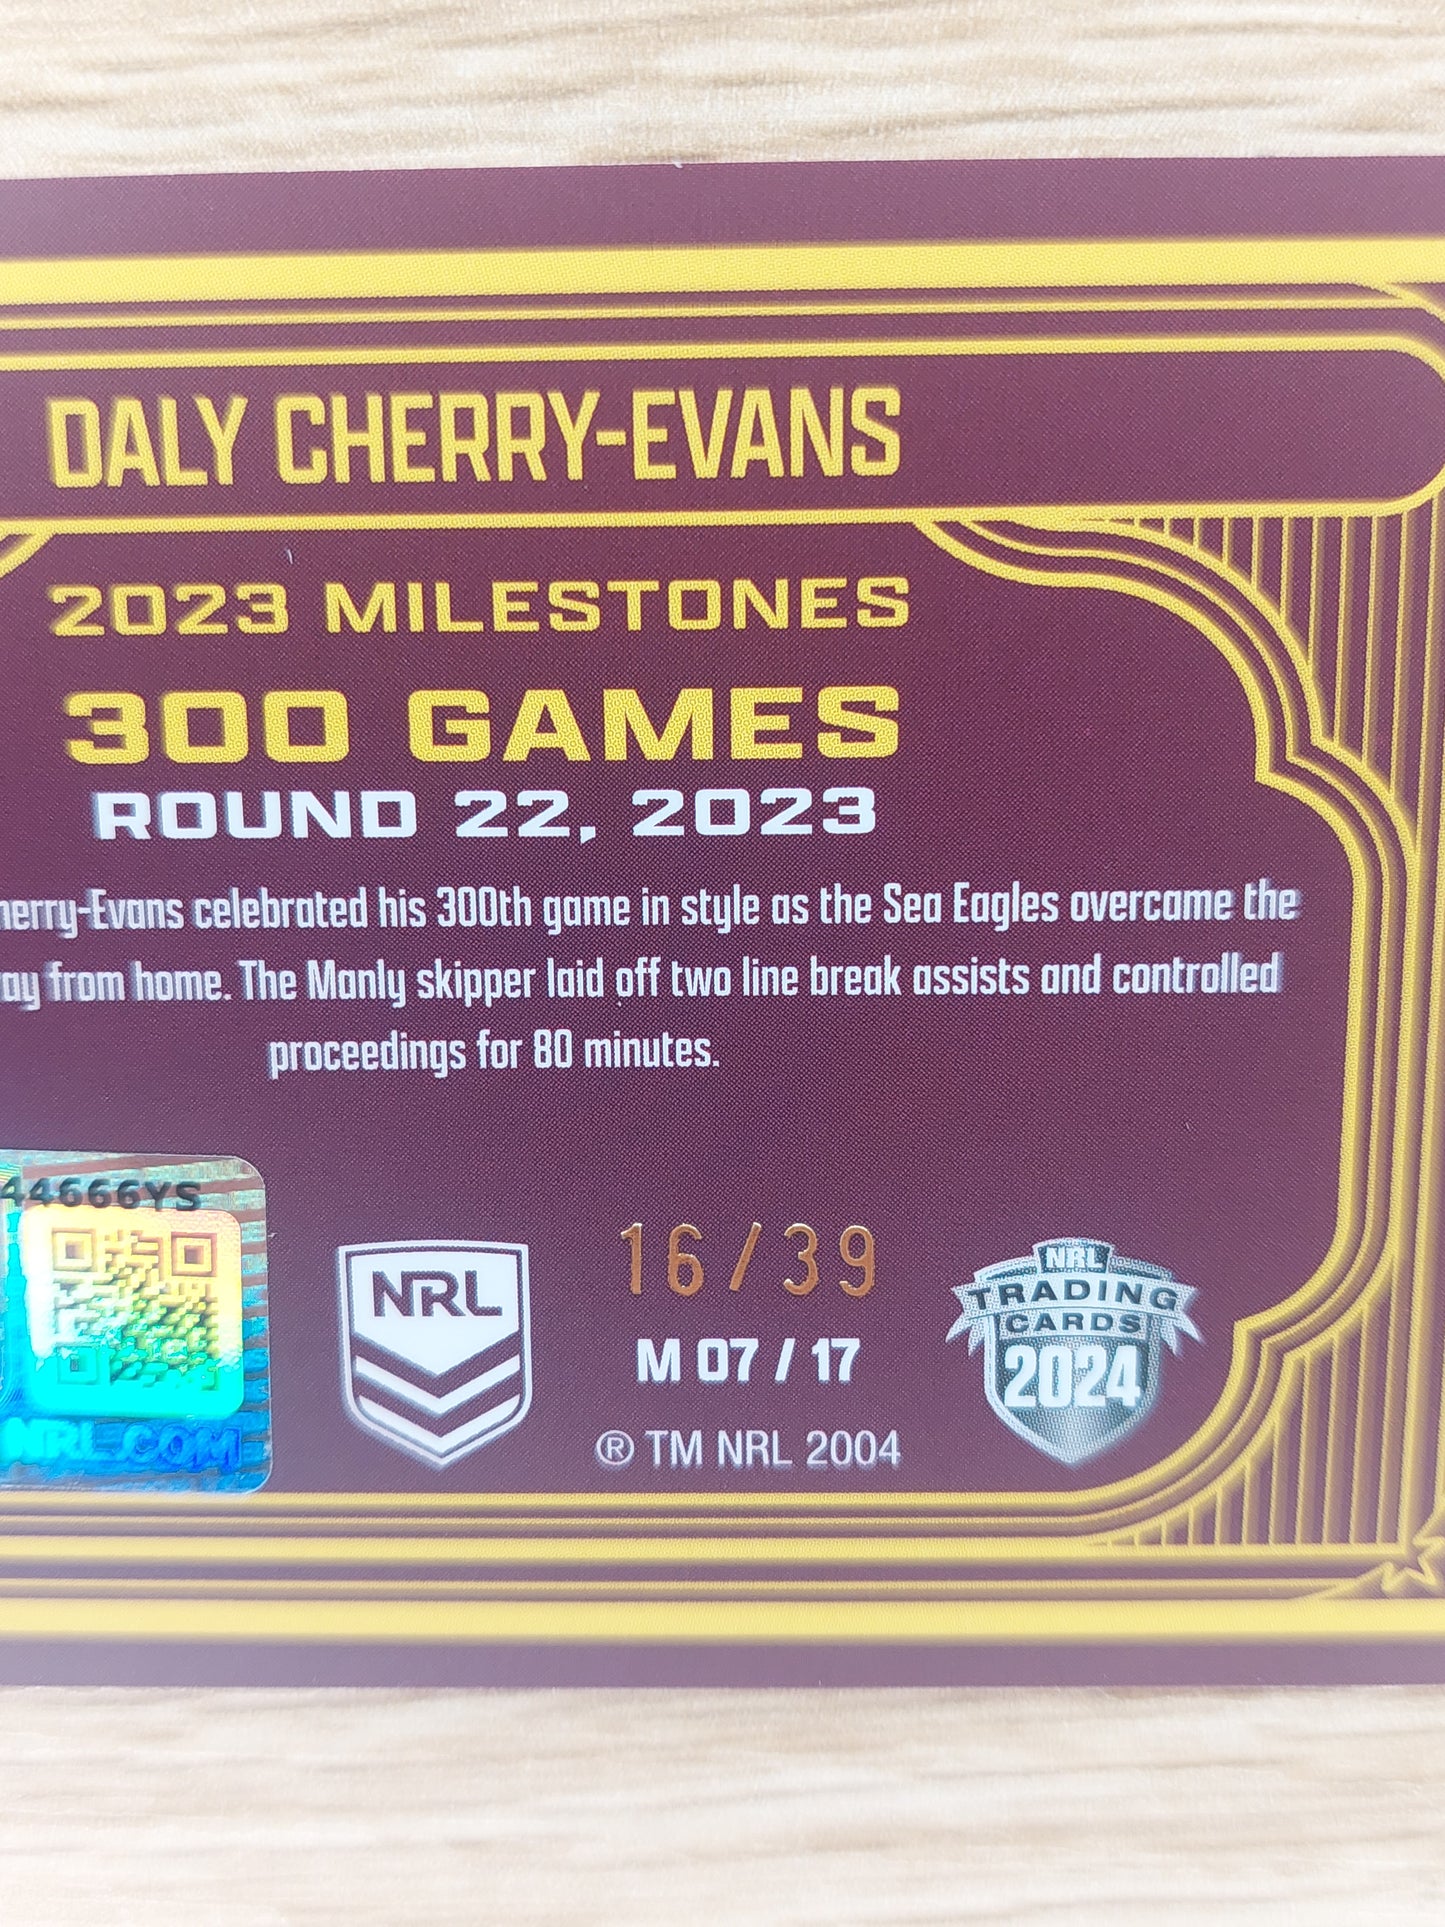 DALY CHERRY-EVANS
2023 MILESTONES
300 GAMES
ROUND 22, 2023
herry-Evans celebrated his 300th game in style as the Sea Eagles overcame the
ay from home. The Manly skipper laid off two line break assists and controlled
proceedings for 80 minutes.
44666YS
NRL.COM
NRL
16/39
M 07 / 17
® TM NRL 2004
NRL
TRADING
CARDS
2024